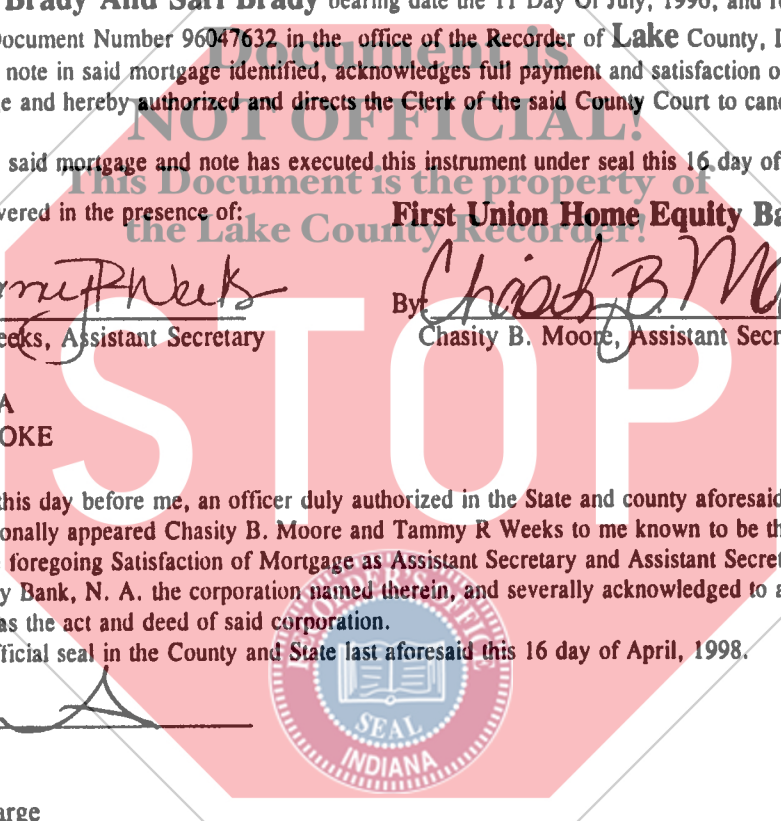 Brady And Sari Brady bearing date the 11 Day Of July, 1996, and
Document Number 96047632 in the office of the Recorder of Lake County,
Document is
note in said mortgage identified, acknowledges full payment and satisfaction
e and hereby authorized and directs the Clerk of the said County Court to
NOT OFFICIAL!
said mortgage and note has executed this instrument under seal this 16 day of
This Document is the property of
vered in the presence of: First Union Home Equity Ba
the Lake County Recorder!
R Weeks
By: Chasity B. Mo
eeks, Assistant Secretary Chasity B. Moore, Assistant Secr
STOP
A
OKE
this day before me, an officer duly authorized in the State and county aforesaid
onally appeared Chasity B. Moore and Tammy R Weeks to me known to be th
foregoing Satisfaction of Mortgage as Assistant Secretary and Assistant Secret
y Bank, N. A. the corporation named therein, and severally acknowledged to a
as the act and deed of said corporation.
fficial seal in the County and State last aforesaid this 16 day of April, 1998.
RECORDER'S OFFICE
SEAL
INDIANA
arge